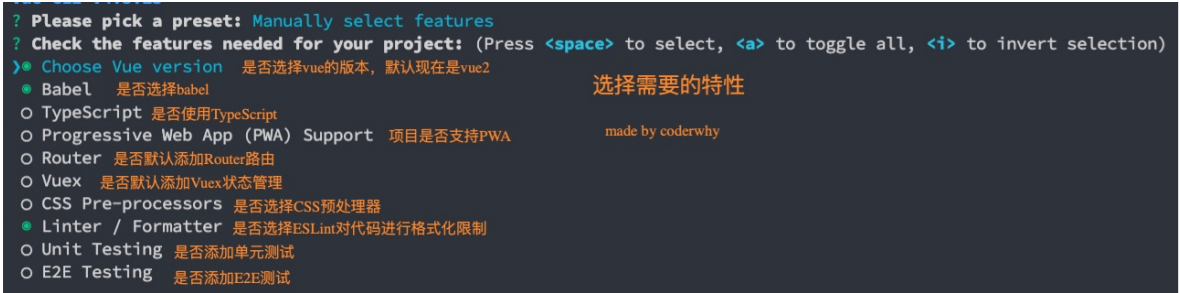 ? Please pick a preset: Manually select features
? Check the features needed for your project: (Press <space> to select, <a> to toggle all, <i> to invert selection)
❯◉ Choose Vue version 是否选择vue的版本，默认现在是vue2
◉ Babel 是否选择babel
选择需要的特性
○ TypeScript 是否使用TypeScript
○ Progressive Web App (PWA) Support 项目是否支持PWA
made by coderwhy
○ Router 是否默认添加Router路由
○ Vuex 是否默认添加Vuex状态管理
○ CSS Pre-processors 是否选择CSS预处理器
◉ Linter / Formatter 是否选择ESLint对代码进行格式化限制
○ Unit Testing 是否添加单元测试
○ E2E Testing 是否添加E2E测试